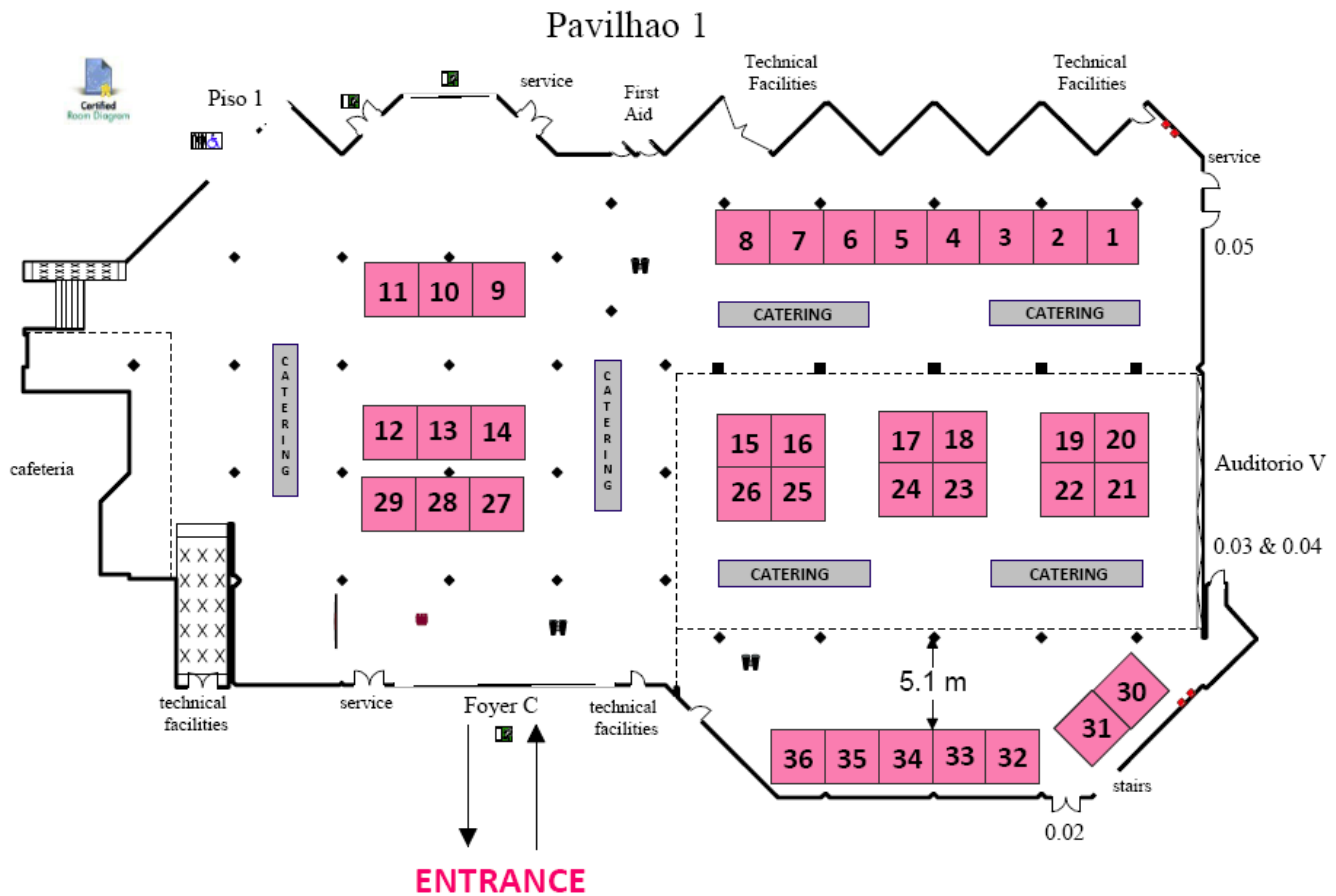 Pavilhao 1
Certified
Room Diagram
Piso 1
service
First
Aid
Technical
Facilities
Technical
Facilities
service
8 7 6 5 4 3 2 1
0.05
11 10 9
CATERING
CATERING
CATERING
CATERING
12 13 14
15 16
17 18
19 20
cafeteria
Auditorio V
29 28 27
26 25
24 23
22 21
0.03 & 0.04
CATERING
CATERING
5.1 m
30
31
technical
facilities
service
Foyer C
technical
facilities
36 35 34 33 32
stairs
0.02
ENTRANCE